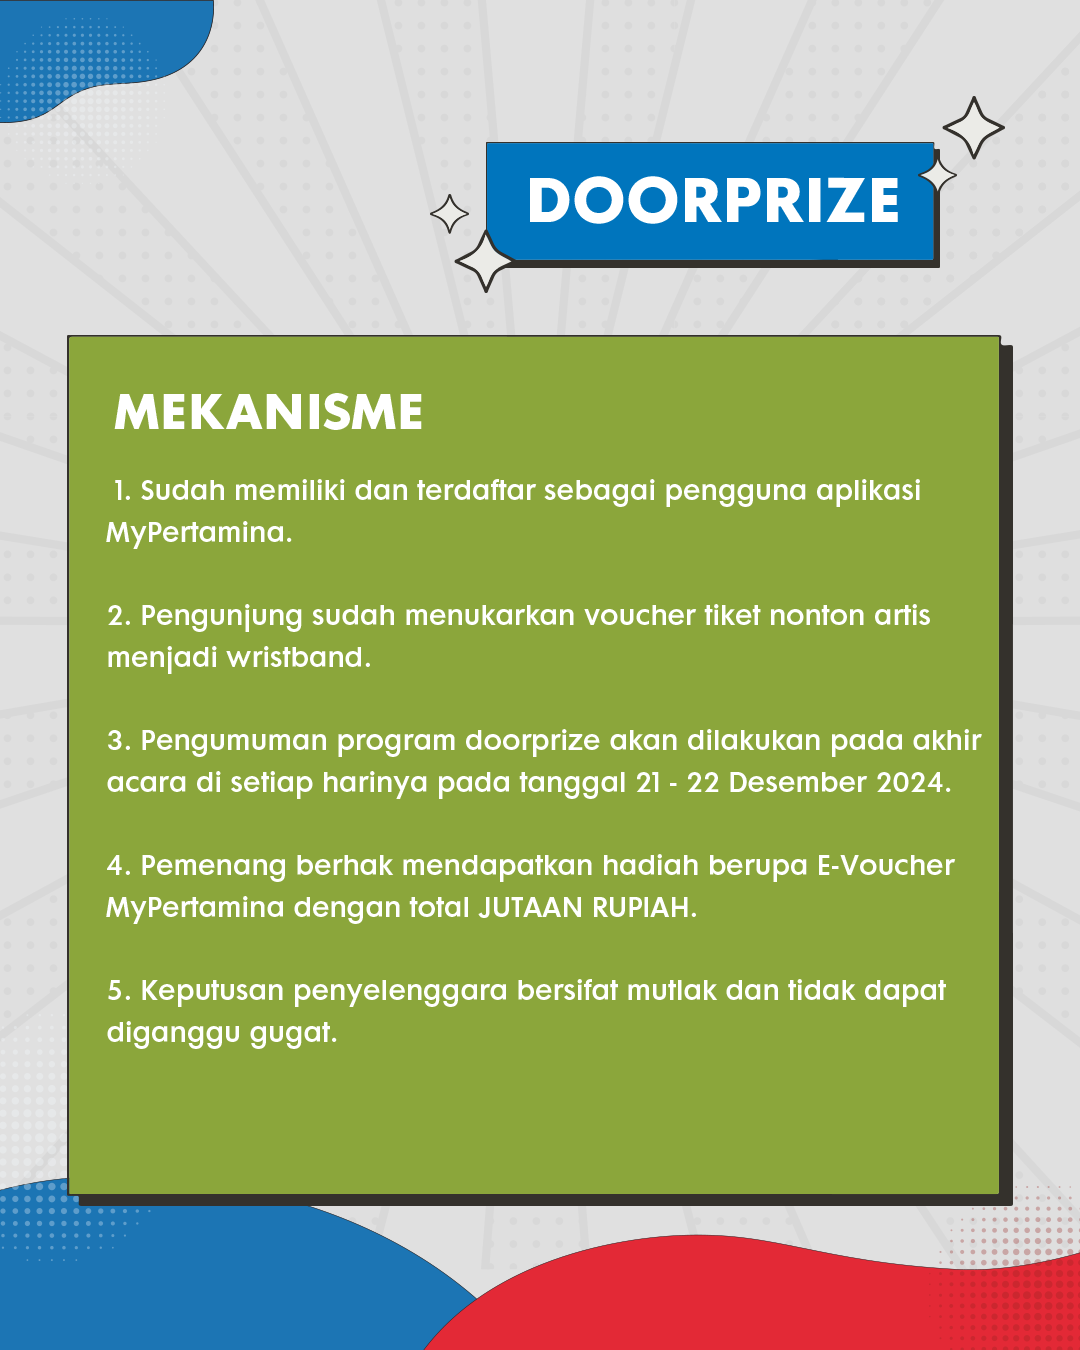 DOORPRIZE
MEKANISME
1. Sudah memiliki dan terdaftar sebagai pengguna aplikasi
MyPertamina.
2. Pengunjung sudah menukarkan voucher tiket nonton artis
menjadi wristband.
3. Pengumuman program doorprize akan dilakukan pada akhir
acara di setiap harinya pada tanggal 21 - 22 Desember 2024.
4. Pemenang berhak mendapatkan hadiah berupa E-Voucher
MyPertamina dengan total JUTAAN RUPIAH.
5. Keputusan penyelenggara bersifat mutlak dan tidak dapat
diganggu gugat.